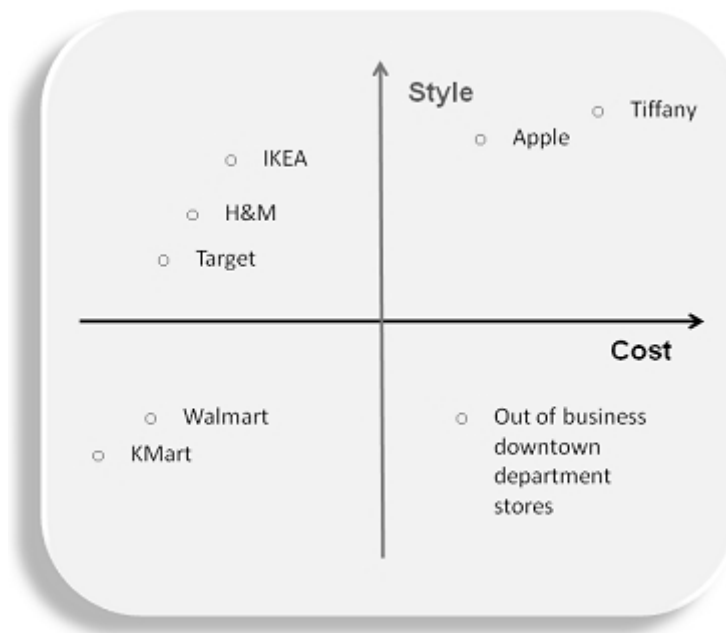 Style
Tiffany
Apple
IKEA
H&M
Target
Cost
Walmart
KMart
Out of business
downtown
department
stores